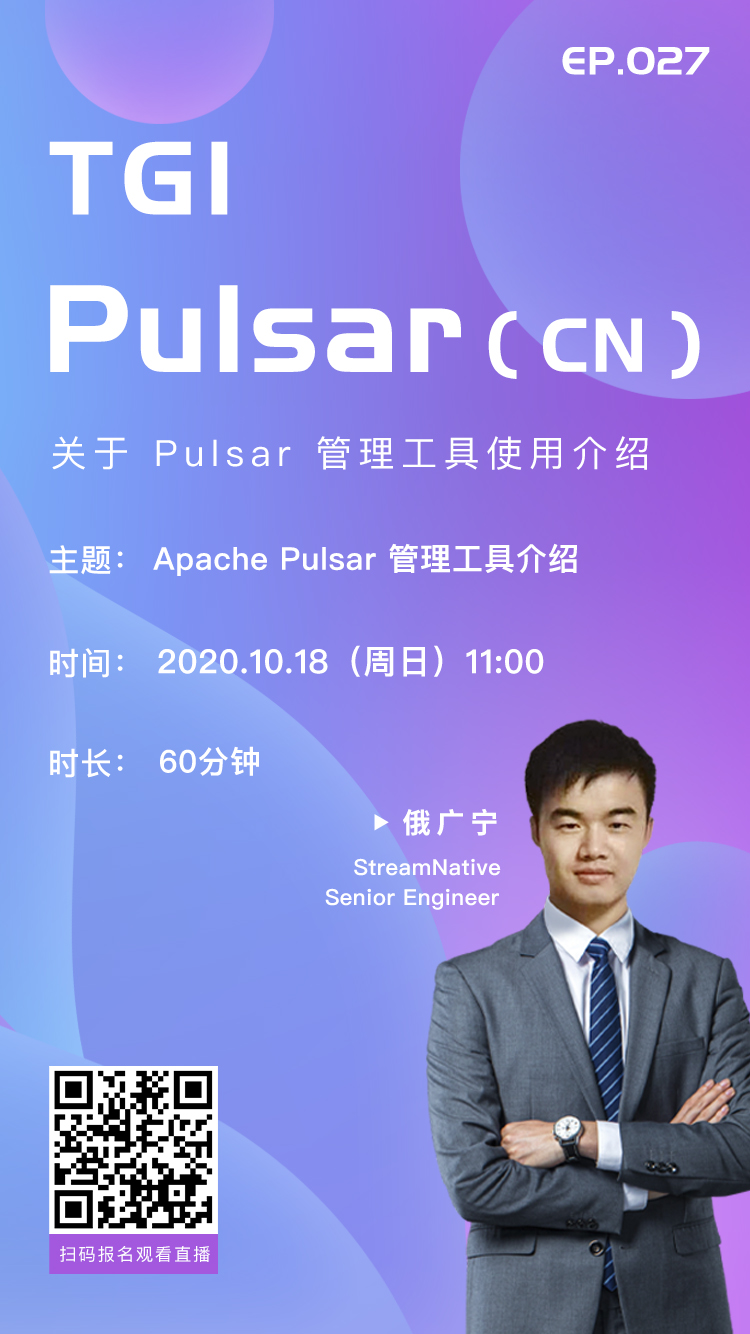 EP.027
TGI
Pulsar(CN)
关于 Pulsar 管理工具使用介绍
主题： Apache Pulsar 管理工具介绍
时间： 2020.10.18（周日）11:00
时长： 60分钟
▶ 俄广宁
StreamNative
Senior Engineer
扫码报名观看直播